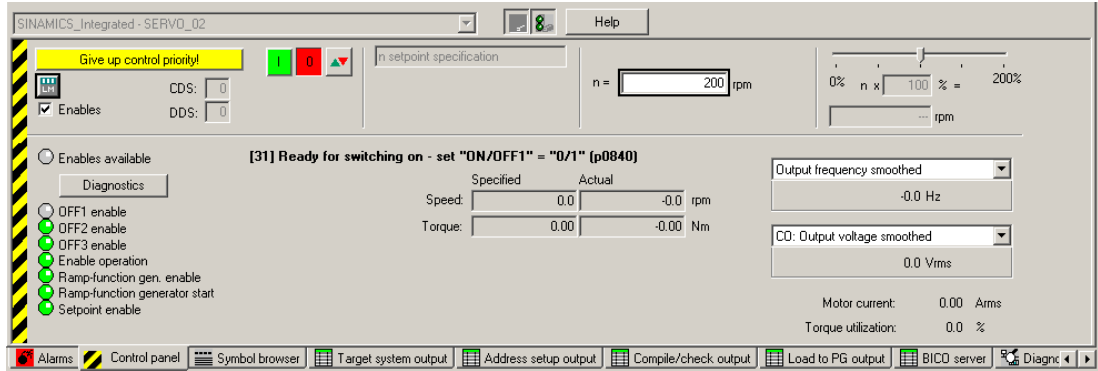 SINAMICS_Integrated - SERVO_02
Help
Give up control priority!
I
0
n setpoint specification
n =
200
rpm
0%
n x
100
% =
200%
LM
CDS:
0
Enables
DDS:
0
---
rpm
Enables available
[31] Ready for switching on - set "ON/OFF1" = "0/1" (p0840)
Diagnostics
Specified
Actual
Speed:
0.0
-0.0
rpm
Torque:
0.00
-0.00
Nm
Output frequency smoothed
-0.0 Hz
CO: Output voltage smoothed
0.0 Vrms
OFF1 enable
OFF2 enable
OFF3 enable
Enable operation
Ramp-function gen. enable
Ramp-function generator start
Setpoint enable
Motor current:
0.00
Arms
Torque utilization:
0.0
%
Alarms
Control panel
Symbol browser
Target system output
Address setup output
Compile/check output
Load to PG output
BICO server
Diagno